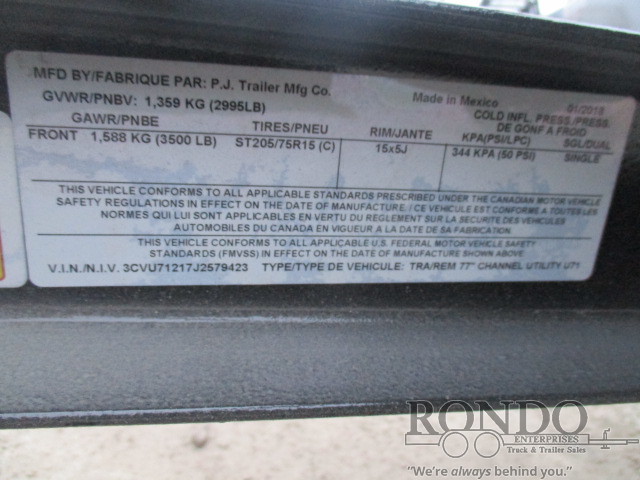 MFD BY/FABRIQUE PAR: P.J. Trailer Mfg Co. Made in Mexico 01/2018
GVWR/PNBV: 1,359 KG (2995LB) COLD INFL. PRESS./PRESS.
GAWR/PNBE TIRES/PNEU RIM/JANTE DE GONF A FROID
KPA(PSI/LPC) SGL/DUAL
FRONT 1,588 KG (3500 LB) ST205/75R15 (C) 15x5J 344 KPA (50 PSI) SINGLE
THIS VEHICLE CONFORMS TO ALL APPLICABLE STANDARDS PRESCRIBED UNDER THE CANADIAN MOTOR VEHICLE
SAFETY REGULATIONS IN EFFECT ON THE DATE OF MANUFACTURE. / CE VEHICULE EST CONFORME A TOUTES LES
NORMES QUI LUI SONT APPLICABLES EN VERTU DU REGLEMENT SUR LA SECURITE DES VEHICULES
AUTOMOBILES DU CANADA EN VIGUEUR A LA DATE DE SA FABRICATION.
THIS VEHICLE CONFORMS TO ALL APPLICABLE U.S. FEDERAL MOTOR VEHICLE SAFETY
STANDARDS (FMVSS) IN EFFECT ON THE DATE OF MANUFACTURE SHOWN ABOVE
V.I.N./N.I.V. 3CVU71217J2579423 TYPE/TYPE DE VEHICULE: TRA/REM 77" CHANNEL UTILITY U71
RONDO
ENTERPRISES
Truck & Trailer Sales
"We're always behind you."